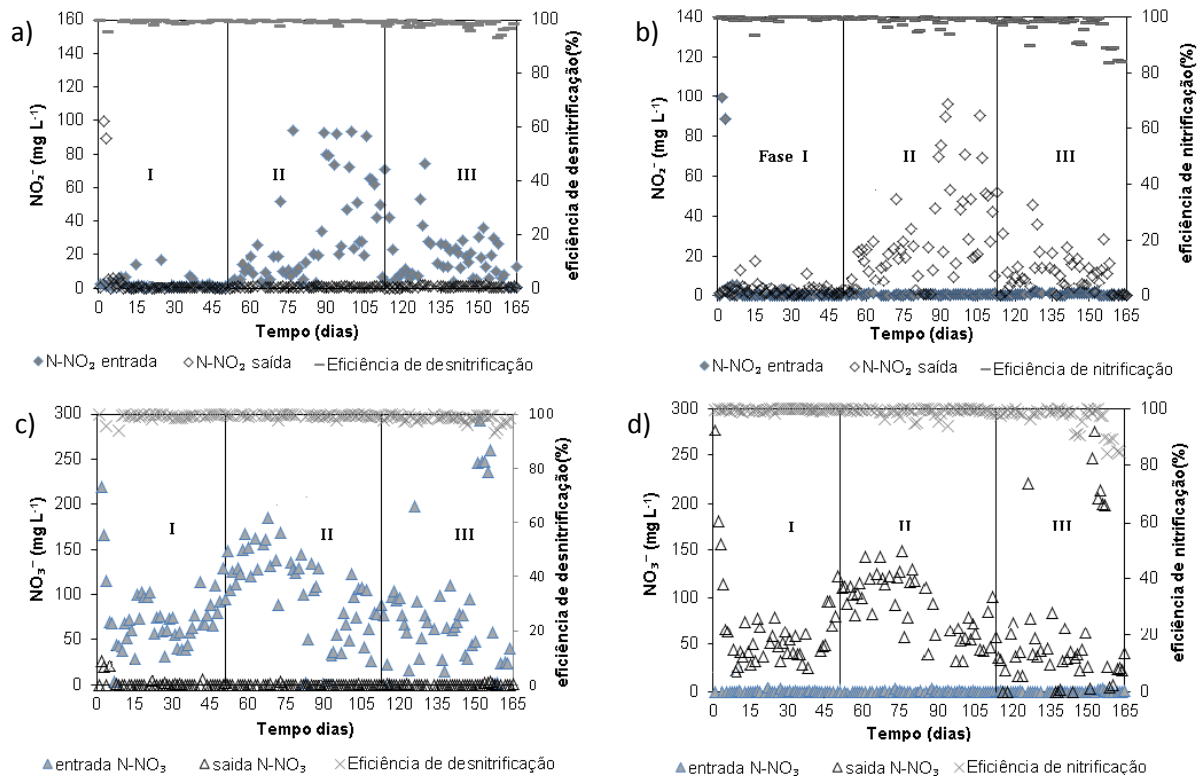 a)
160
140
120
100
80
60
40
20
0
NO₂⁻ (mg L⁻¹)
I
II
III
100
80
60
40
20
0
eficiência de desnitrificação(%)
0 15 30 45 60 75 90 105 120 135 150 165
Tempo (dias)
N-NO₂ entrada N-NO₂ saída Eficiência de desnitrificação
b)
140
120
100
80
60
40
20
0
NO₂⁻ (mg L⁻¹)
Fase I
II
III
100
80
60
40
20
0
eficiência de nitrificação(%)
0 15 30 45 60 75 90 105 120 135 150 165
Tempo (dias)
N-NO₂ entrada N-NO₂ saída Eficiência de nitrificação
c)
300
250
200
150
100
50
0
NO₃⁻ (mg L⁻¹)
I
II
III
100
80
60
40
20
0
eficiência de desnitrificação(%)
0 15 30 45 60 75 90 105 120 135 150 165
Tempo (dias)
entrada N-NO₃ saida N-NO₃ Eficiência de desnitrificação
d)
300
250
200
150
100
50
0
NO₃⁻ (mg L⁻¹)
I
II
III
100
80
60
40
20
0
eficiência de nitrificação(%)
0 15 30 45 60 75 90 105 120 135 150 165
Tempo (dias)
entrada N-NO₃ saida N-NO₃ Eficiência de nitrificação